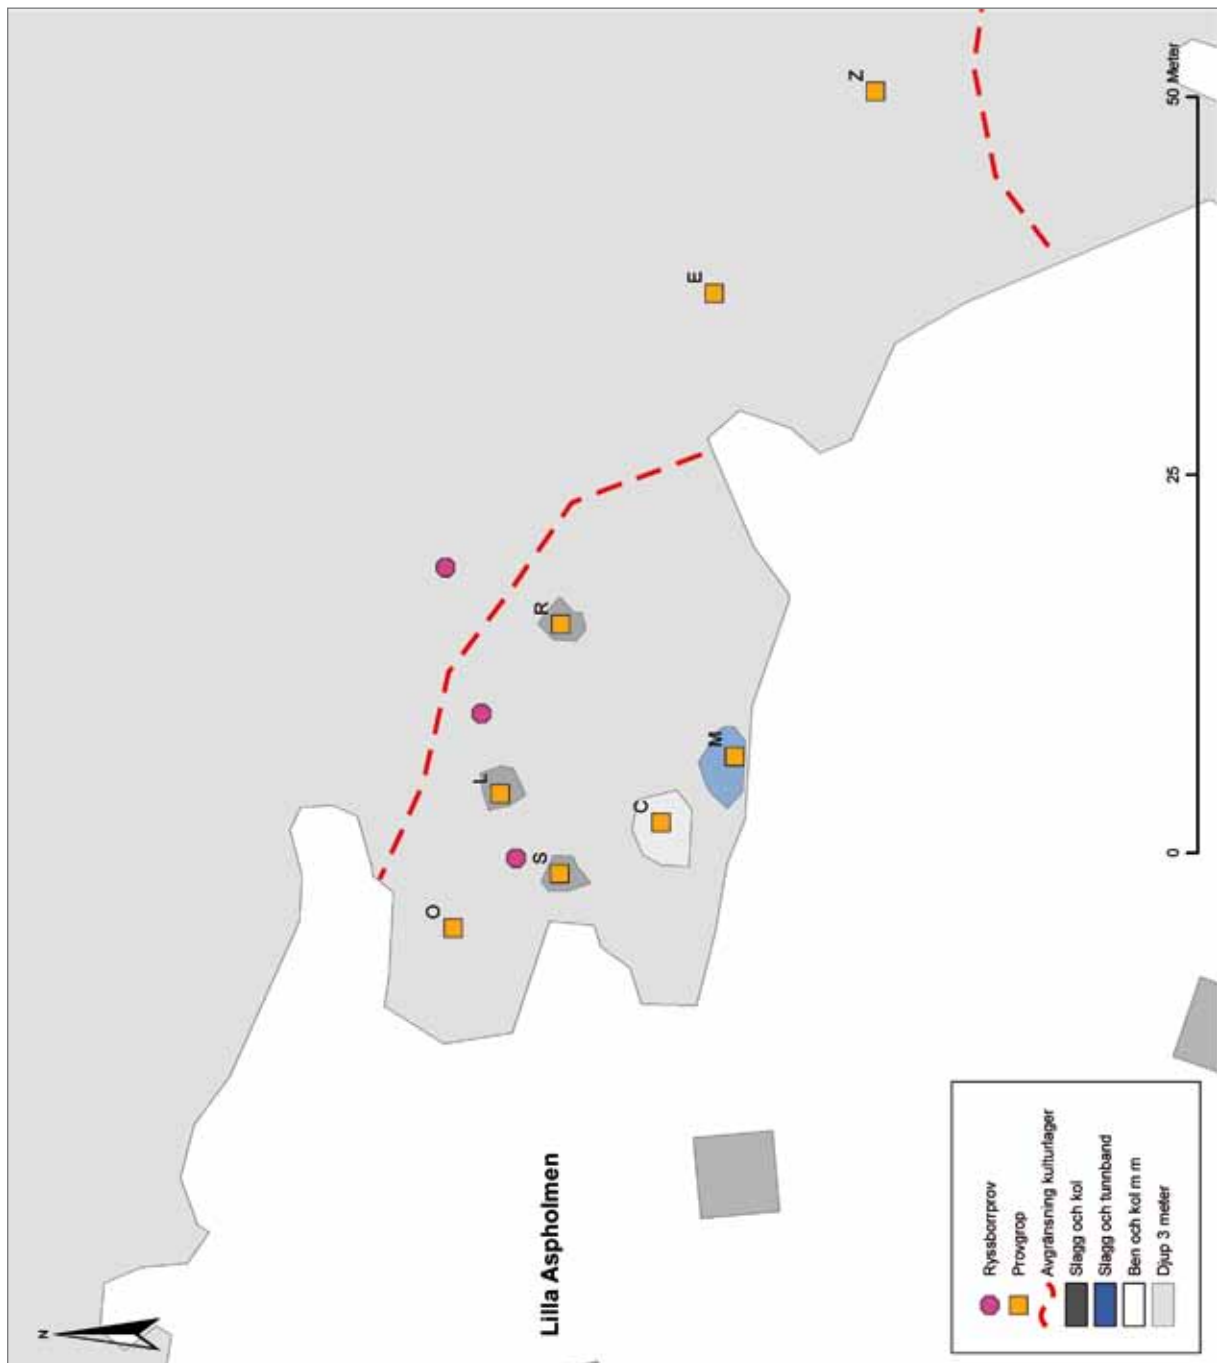 N
Lilla Aspholmen
O
S
L
C
M
R
E
Z
Ryssborrprov
Provgrop
Avgränsning kulturlager
Slagg och kol
Slagg och tunnband
Ben och kol m m
Djup 3 meter
0
25
50 Meter